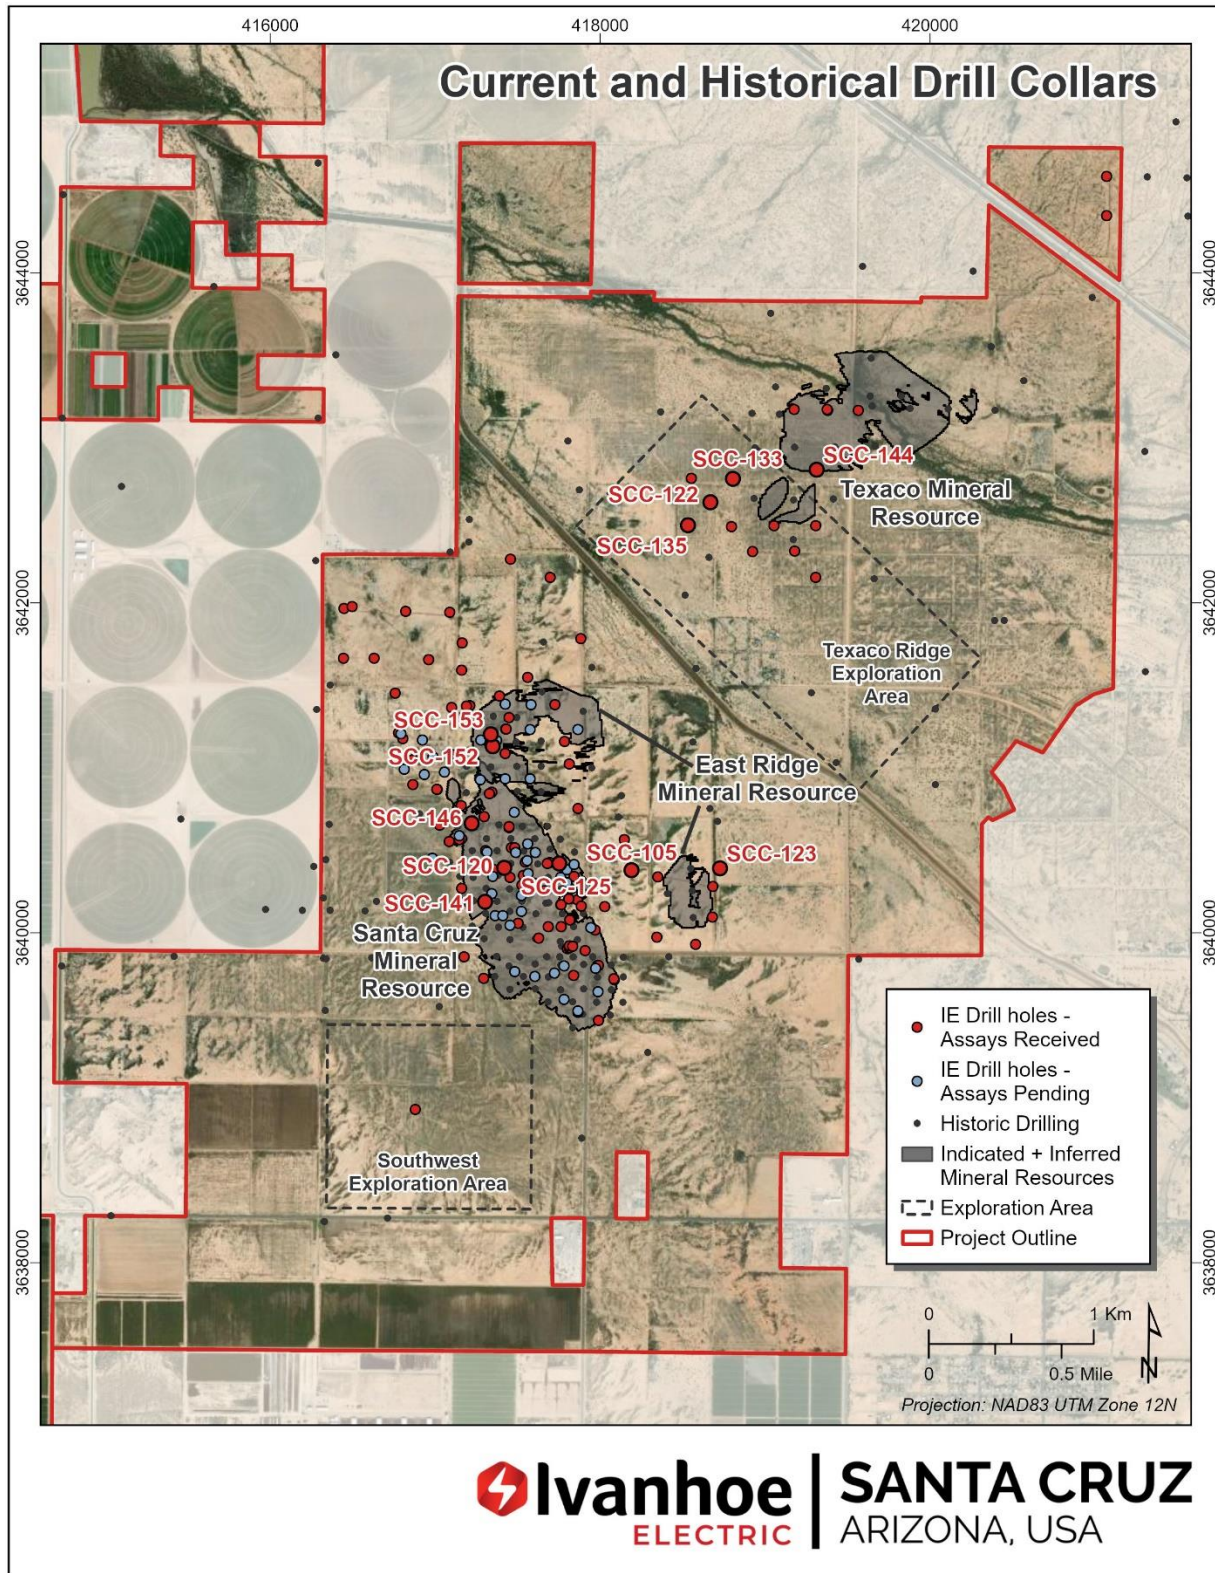 416000
418000
420000
Current and Historical Drill Collars
3644000
3644000
SCC-133
SCC-144
SCC-122
Texaco Mineral
Resource
SCC-135
3642000
3642000
Texaco Ridge
Exploration
Area
SCC-153
SCC-152
East Ridge
Mineral Resource
SCC-146
SCC-120
SCC-105
SCC-123
SCC-125
SCC-141
Santa Cruz
Mineral
Resource
3640000
3640000
IE Drill holes -
Assays Received
IE Drill holes -
Assays Pending
Historic Drilling
Indicated + Inferred
Mineral Resources
Exploration Area
Project Outline
Southwest
Exploration Area
3638000
3638000
0
1 Km
0
0.5 Mile
N
Projection: NAD83 UTM Zone 12N
Ivanhoe
ELECTRIC
SANTA CRUZ
ARIZONA, USA